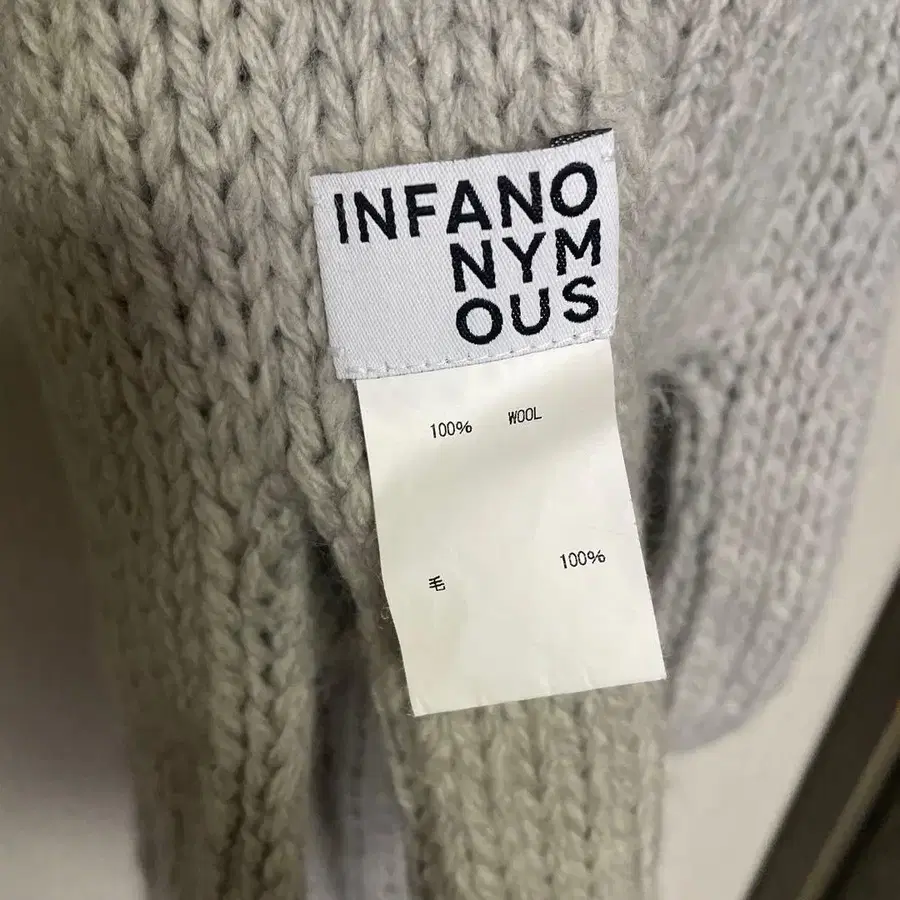 INFANO
NYM
OUS
100% WOOL
毛 100%